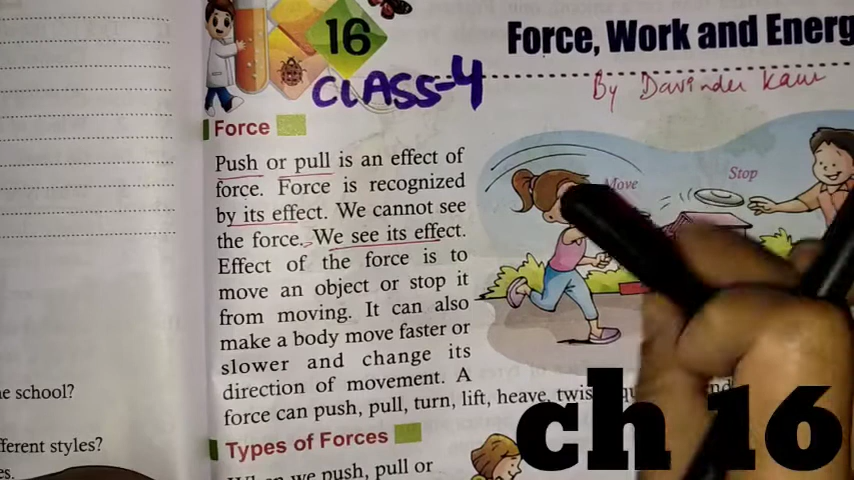 16
Force, Work and Energ
CLASS-4
By Davinder Kaur
Force
Push or pull is an effect of
force. Force is recognized
by its effect. We cannot see
the force. We see its effect.
Effect of the force is to
move an object or stop it
from moving. It can also
make a body move faster or
slower and change its
direction of movement. A
force can push, pull, turn, lift, heave, twis
Move
Stop
e school?
fferent styles?
es.
Types of Forces
When we push, pull or
ch 16